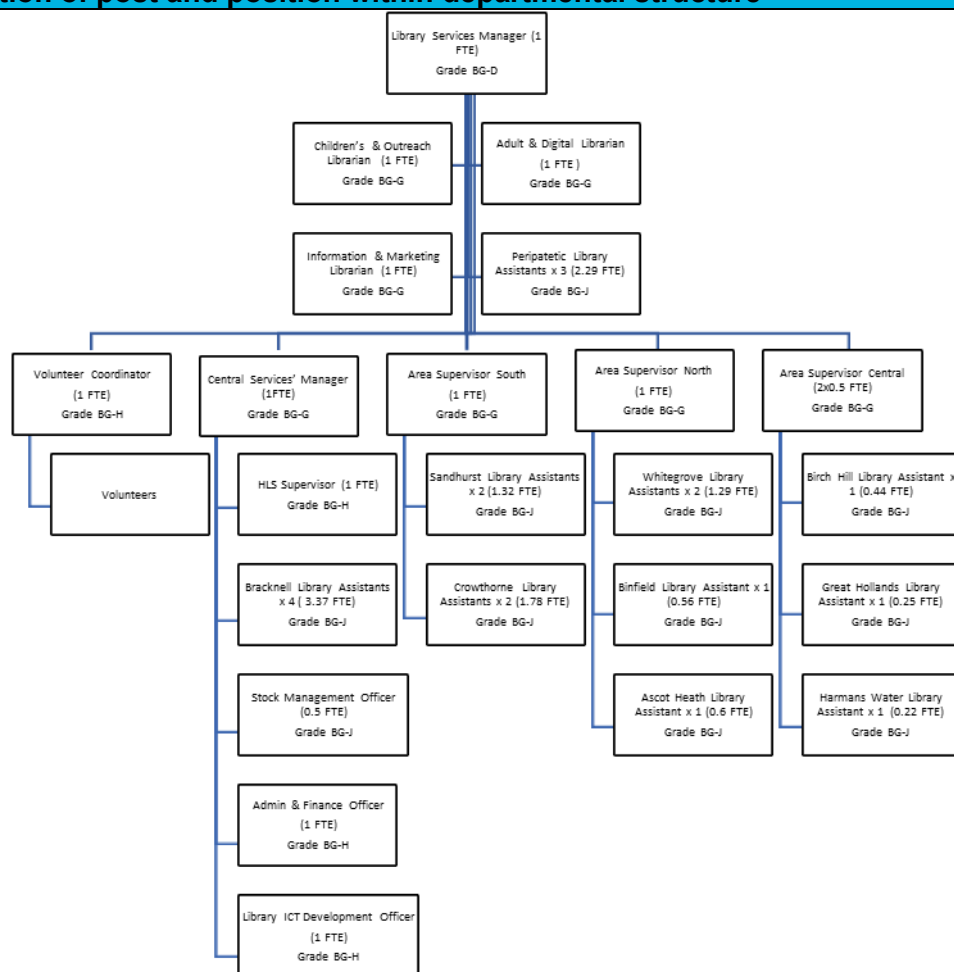 tion of post and position within departmental structure
Library Services Manager (1
FTE)
Grade BG-D
Children's & Outreach
Librarian (1 FTE)
Grade BG-G
Adult & Digital Librarian
(1 FTE )
Grade BG-G
Information & Marketing
Librarian (1 FTE)
Grade BG-G
Peripatetic Library
Assistants x 3 (2.29 FTE)
Grade BG-J
Volunteer Coordinator
(1 FTE)
Grade BG-H
Central Services' Manager
(1FTE)
Grade BG-G
Area Supervisor South
(1 FTE)
Grade BG-G
Area Supervisor North
(1 FTE)
Grade BG-G
Area Supervisor Central
(2x0.5 FTE)
Grade BG-G
Volunteers
HLS Supervisor (1 FTE)
Grade BG-H
Sandhurst Library Assistants
x 2 (1.32 FTE)
Grade BG-J
Whitegrove Library
Assistants x 2 (1.29 FTE)
Grade BG-J
Birch Hill Library Assistant x
1 (0.44 FTE)
Grade BG-J
Bracknell Library Assistants
x 4 ( 3.37 FTE)
Grade BG-J
Crowthorne Library
Assistants x 2 (1.78 FTE)
Grade BG-J
Binfield Library Assistant x 1
(0.56 FTE)
Grade BG-J
Great Hollands Library
Assistant x 1 (0.25 FTE)
Grade BG-J
Stock Management Officer
(0.5 FTE)
Grade BG-J
Ascot Heath Library
Assistant x 1 (0.6 FTE)
Grade BG-J
Harmans Water Library
Assistant x 1 (0.22 FTE)
Grade BG-J
Admin & Finance Officer
(1 FTE)
Grade BG-H
Library ICT Development Officer
(1 FTE)
Grade BG-H